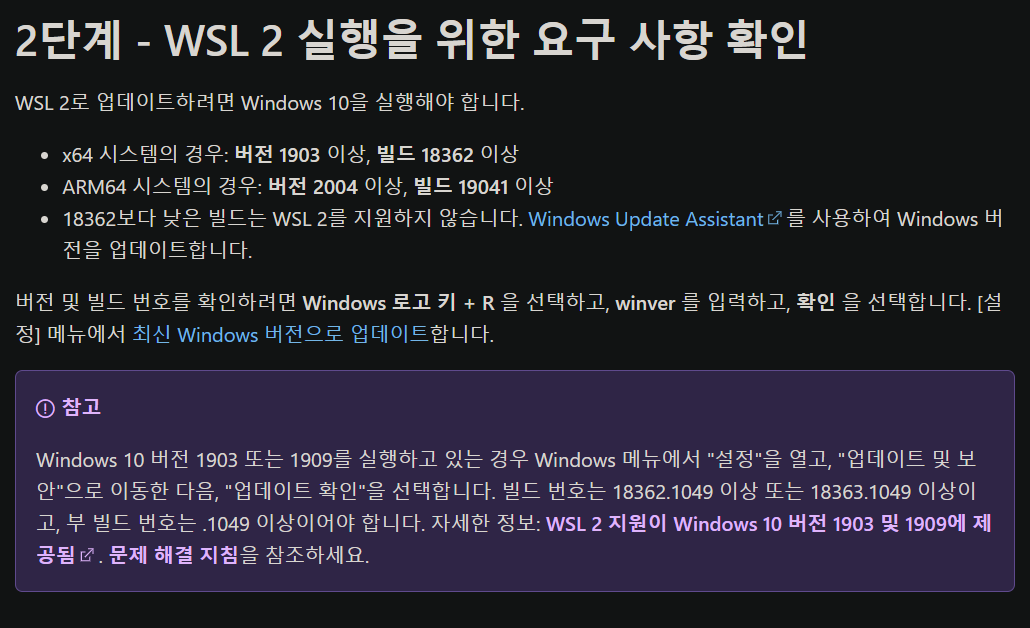 2단계 - WSL 2 실행을 위한 요구 사항 확인
WSL 2로 업데이트하려면 Windows 10을 실행해야 합니다.
• x64 시스템의 경우: 버전 1903 이상, 빌드 18362 이상
• ARM64 시스템의 경우: 버전 2004 이상, 빌드 19041 이상
• 18362보다 낮은 빌드는 WSL 2를 지원하지 않습니다. Windows Update Assistant 를 사용하여 Windows 버
전을 업데이트합니다.
버전 및 빌드 번호를 확인하려면 Windows 로고 키 + R 을 선택하고, winver 를 입력하고, 확인 을 선택합니다. [설
정] 메뉴에서 최신 Windows 버전으로 업데이트합니다.
참고
Windows 10 버전 1903 또는 1909를 실행하고 있는 경우 Windows 메뉴에서 "설정"을 열고, "업데이트 및 보
안"으로 이동한 다음, "업데이트 확인"을 선택합니다. 빌드 번호는 18362.1049 이상 또는 18363.1049 이상이
고, 부 빌드 번호는 .1049 이상이어야 합니다. 자세한 정보: WSL 2 지원이 Windows 10 버전 1903 및 1909에 제
공됨 . 문제 해결 지침을 참조하세요.